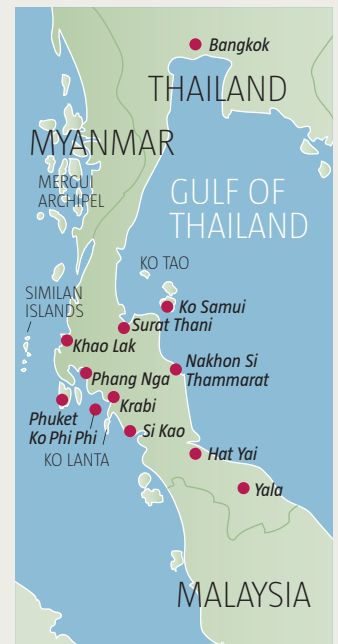 Bangkok
THAILAND
MYANMAR
MERGUI
ARCHIPEL
GULF OF
THAILAND
KO TAO
SIMILAN
ISLANDS
Ko Samui
Surat Thani
Khao Lak
Nakhon Si
Thammarat
Phang Nga
Krabi
Phuket
Ko Phi Phi
Si Kao
KO LANTA
Hat Yai
Yala
MALAYSIA